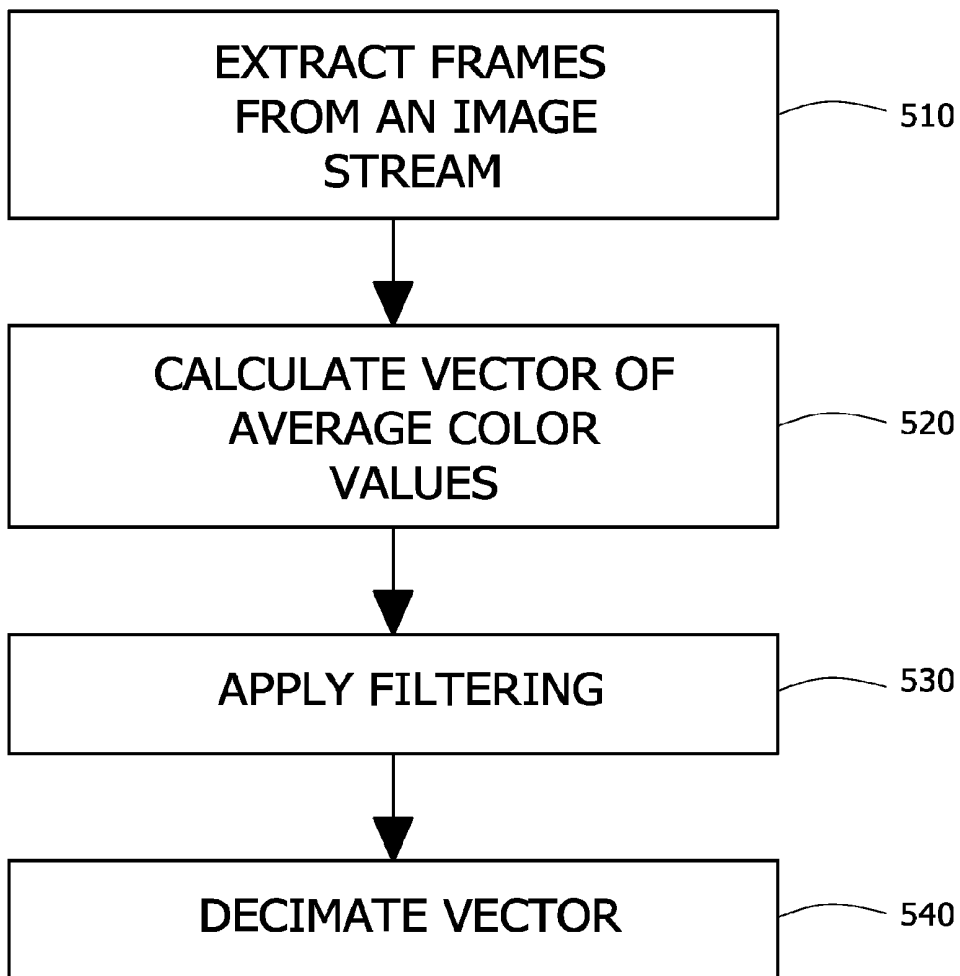 EXTRACT FRAMES
FROM AN IMAGE
STREAM
510
CALCULATE VECTOR OF
AVERAGE COLOR
VALUES
520
APPLY FILTERING
530
DECIMATE VECTOR
540